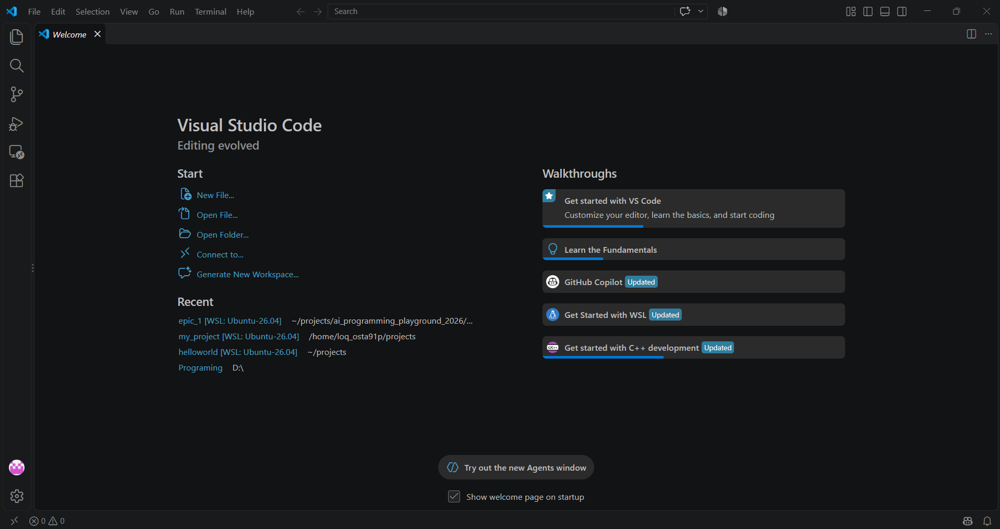 File Edit Selection View Go Run Terminal Help
Search
Welcome
Visual Studio Code
Editing evolved
Start
New File...
Open File...
Open Folder...
Connect to...
Generate New Workspace...
Recent
epic_1 [WSL: Ubuntu-26.04] ~/projects/ai_programming_playground_2026/...
my_project [WSL: Ubuntu-26.04] /home/loq_osta91p/projects
helloworld [WSL: Ubuntu-26.04] ~/projects
Programing D:\
Walkthroughs
Get started with VS Code
Customize your editor, learn the basics, and start coding
Learn the Fundamentals
GitHub Copilot Updated
Get Started with WSL Updated
C/C++ Get started with C++ development Updated
Try out the new Agents window
Show welcome page on startup
0 0